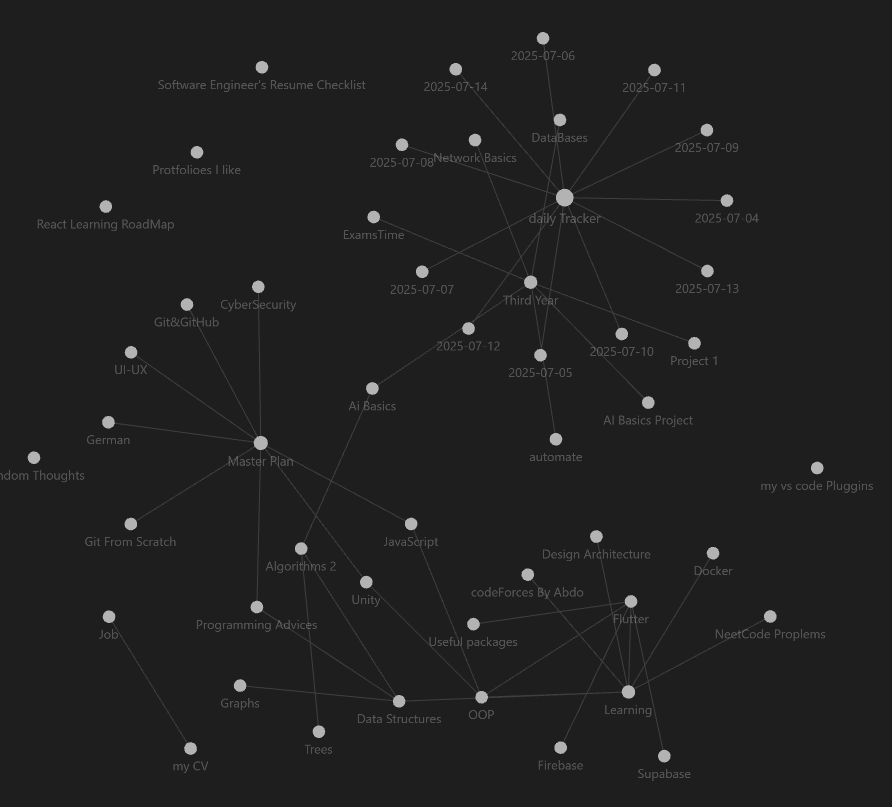 2025-07-06
Software Engineer's Resume Checklist
2025-07-14
2025-07-11
DataBases
2025-07-09
2025-07-08
Network Basics
Protfolioes I like
React Learning RoadMap
daily Tracker
2025-07-04
ExamsTime
2025-07-07
2025-07-13
CyberSecurity
Third Year
Git&GitHub
2025-07-12
2025-07-10
Project 1
UI-UX
2025-07-05
Ai Basics
AI Basics Project
German
automate
Master Plan
ndom Thoughts
my vs code Pluggins
Git From Scratch
JavaScript
Design Architecture
Algorithms 2
Docker
codeForces By Abdo
Unity
Flutter
Programming Advices
Job
Useful packages
NeetCode Proplems
Graphs
Data Structures
OOP
Learning
Trees
my CV
Firebase
Supabase